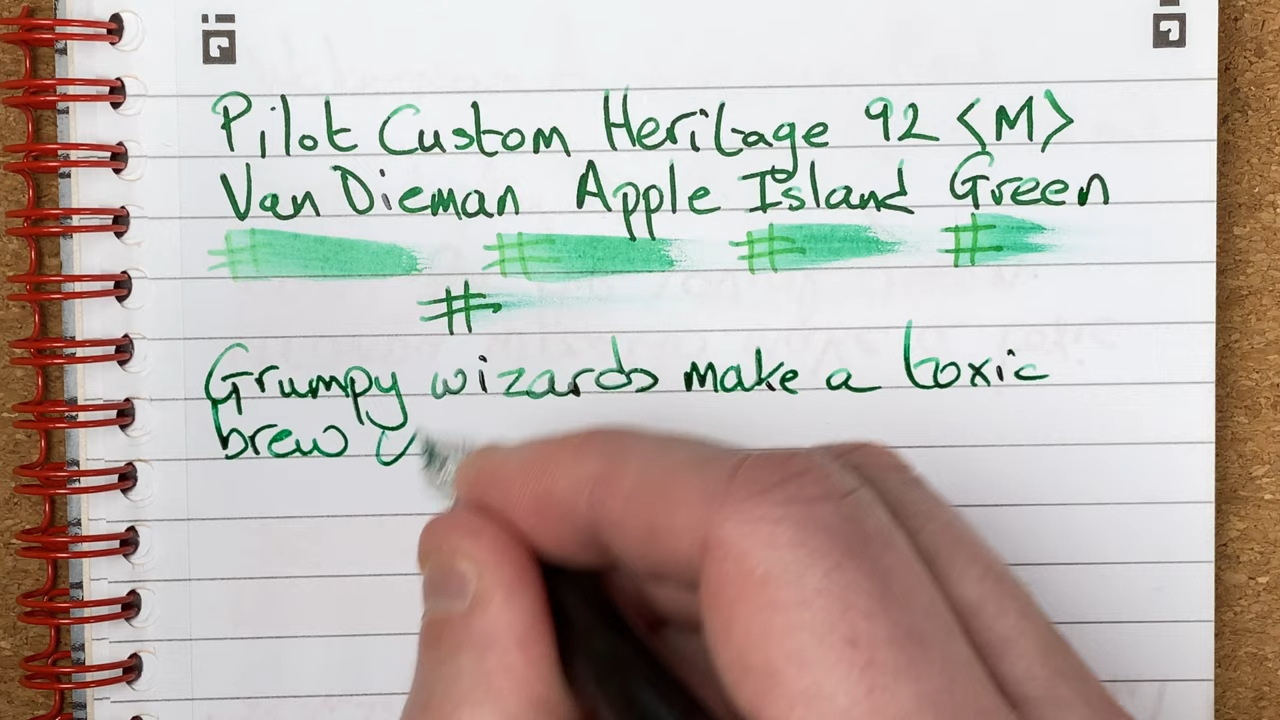 Pilot Custom Heritage 92 <M>
Van Dieman Apple Island Green
# # # #
#
Grumpy wizards make a toxic
brew